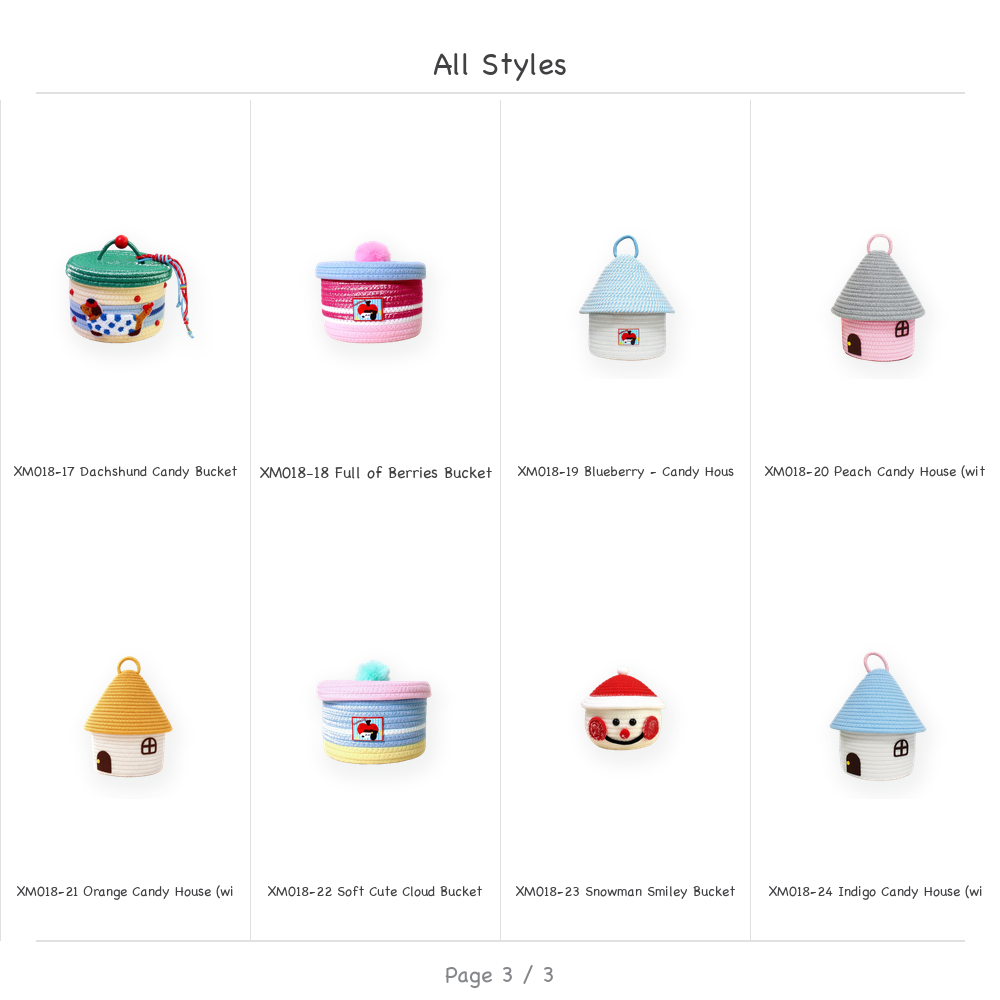 All Styles
XM018-17 Dachshund Candy Bucket
XM018-18 Full of Berries Bucket
XM018-19 Blueberry - Candy Hous
XM018-20 Peach Candy House (wit
XM018-21 Orange Candy House (wi
XM018-22 Soft Cute Cloud Bucket
XM018-23 Snowman Smiley Bucket
XM018-24 Indigo Candy House (wi
Page 3 / 3